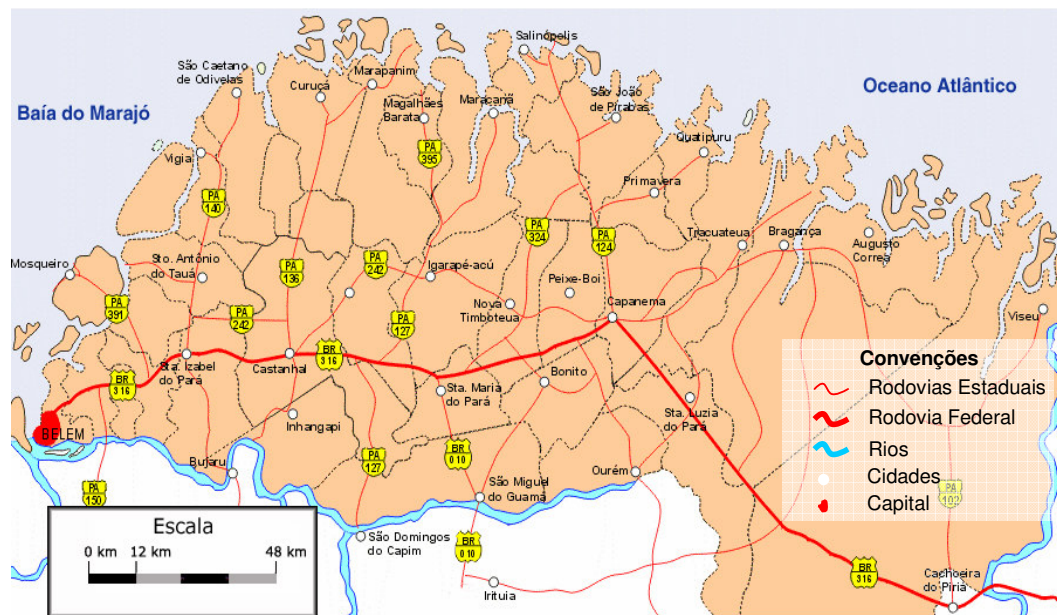 Salinópolis
São Caetano
de Odivelas
Marapanim
Curuçá
Magalhães
Barata
Maracanã
São João
de Pirabas
Oceano Atlântico
Baía do Marajó
Quatipuru
Vigia
PA
395
PA
140
Primavera
PA
324
PA
124
Tracuateua
Bragança
Augusto
Correa
Mosqueiro
Sto. Antônio
do Tauá
PA
136
PA
242
Igarapé-acú
Peixe-Boi
PA
391
PA
242
PA
127
Nova
Timboteua
Capanema
Viseu
Sta. Izabel
do Pará
Castanhal
BR
316
BR
316
Sta. Maria
do Pará
Bonito
Sta. Luzia
do Pará
Inhangapi
BELEM
BR
010
PA
127
Bujaru
Ourém
PA
150
São Miguel
do Guamá
São Domingos
do Capim
BR
010
Irituia
BR
316
Cachoeira
do Piriá
PA
102
Convenções
Rodovias Estaduais
Rodovia Federal
Rios
Cidades
Capital
Escala
0 km 12 km 48 km